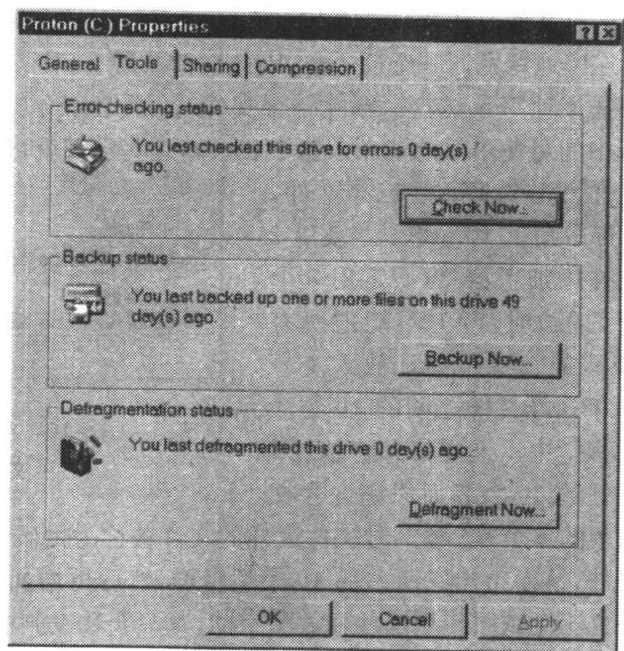 Proton (C:) Properties
General Tools Sharing Compression
Error-checking status
You last checked this drive for errors 0 day(s)
ago.
Check Now...
Backup status
You last backed up one or more files on this drive 49
day(s) ago.
Backup Now...
Defragmentation status
You last defragmented this drive 0 day(s) ago.
Defragment Now...
OK Cancel Apply